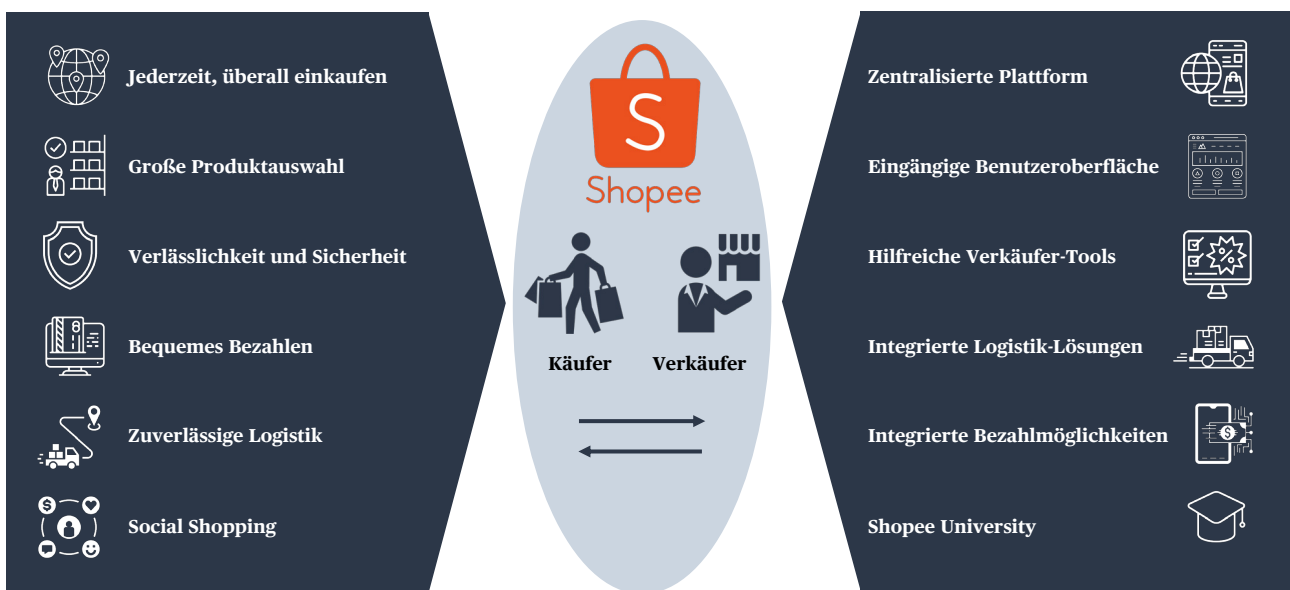 Jederzeit, überall einkaufen
Große Produktauswahl
Verlässlichkeit und Sicherheit
Bequemes Bezahlen
Zuverlässige Logistik
Social Shopping
S
Shopee
Käufer
Verkäufer
Zentralisierte Plattform
Eingängige Benutzeroberfläche
Hilfreiche Verkäufer-Tools
Integrierte Logistik-Lösungen
Integrierte Bezahlmöglichkeiten
Shopee University